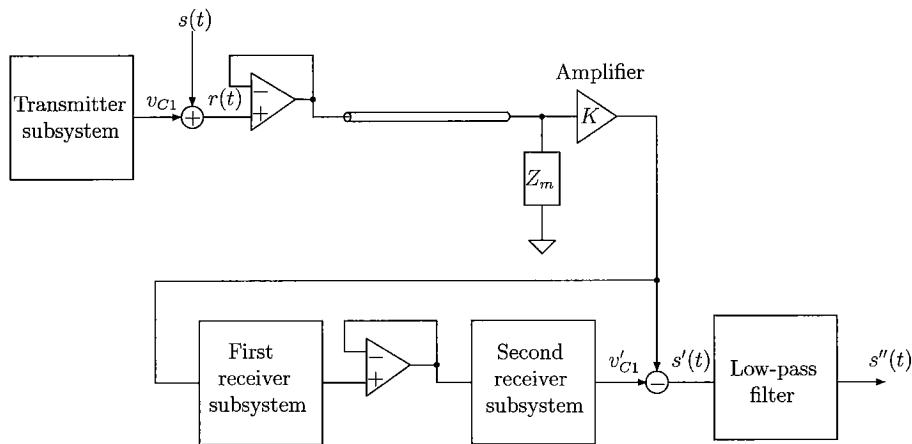 s(t)
Transmitter
subsystem
v_{C1}
+
r(t)
−
+
Amplifier
K
Z_m
First
receiver
subsystem
−
+
Second
receiver
subsystem
v'_{C1}
−
s'(t)
Low-pass
filter
s''(t)